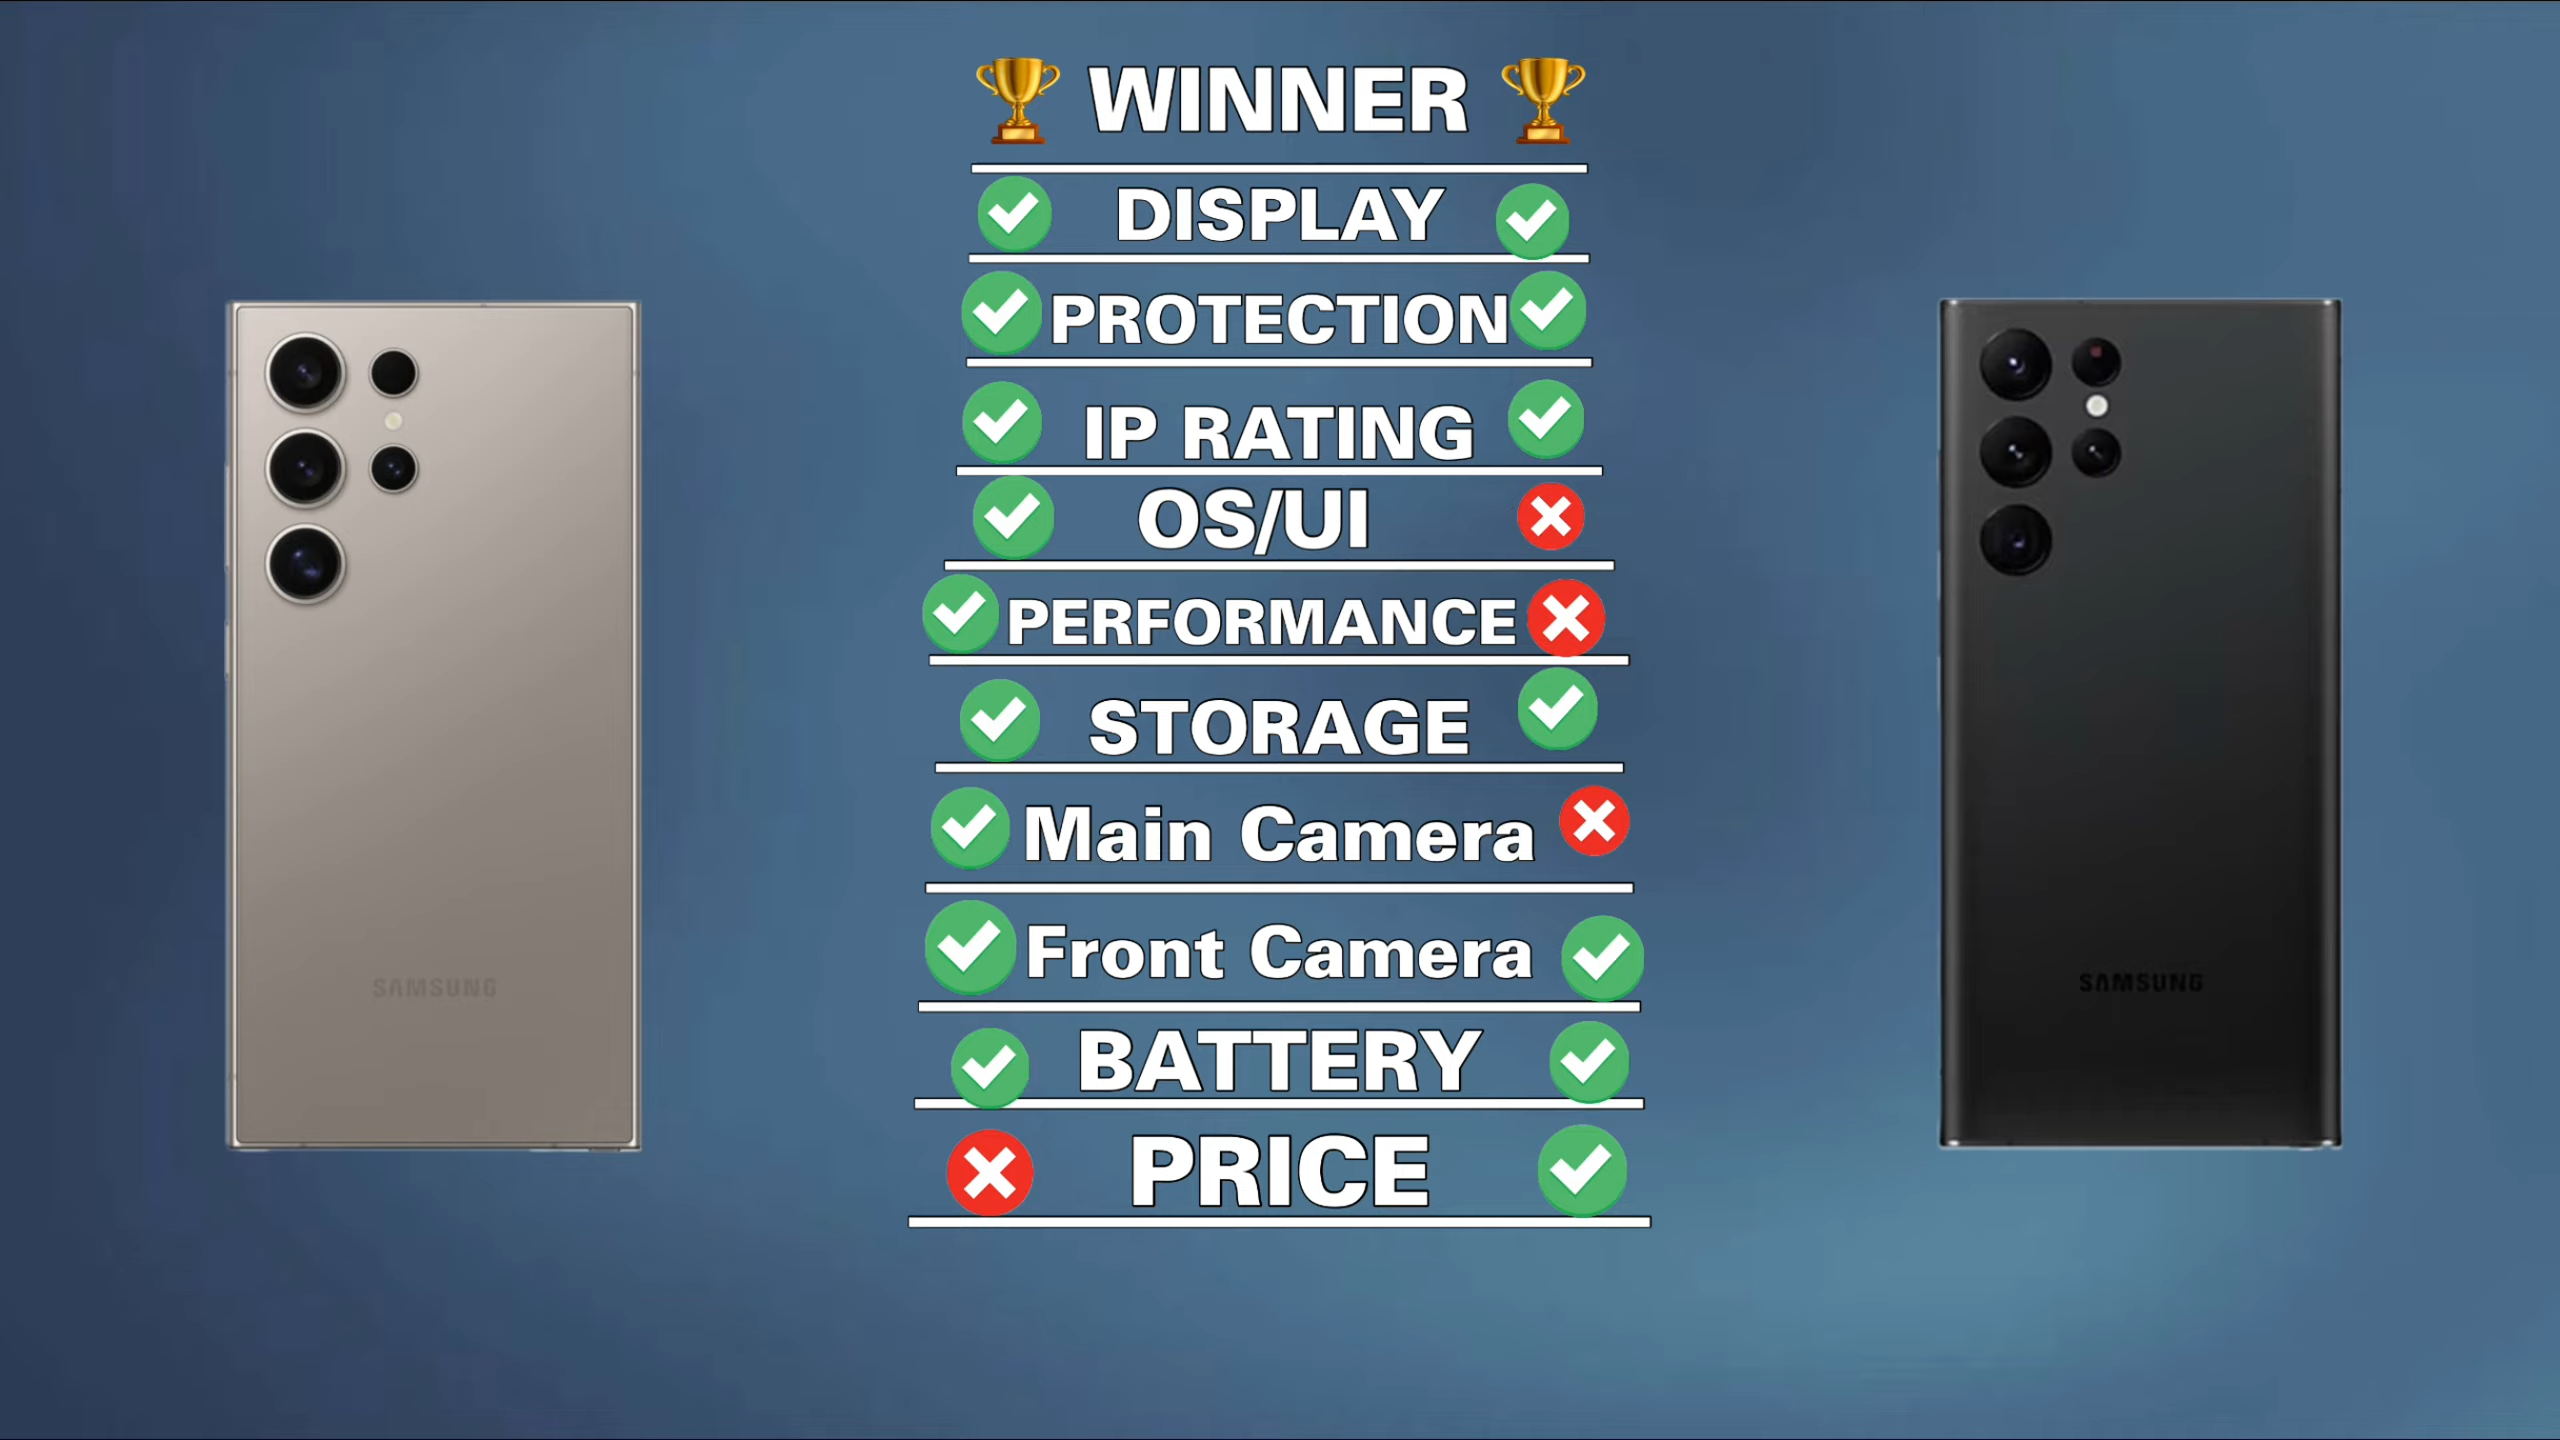 WINNER
DISPLAY
PROTECTION
IP RATING
OS/UI
PERFORMANCE
STORAGE
Main Camera
Front Camera
BATTERY
PRICE
SAMSUNG
SAMSUNG